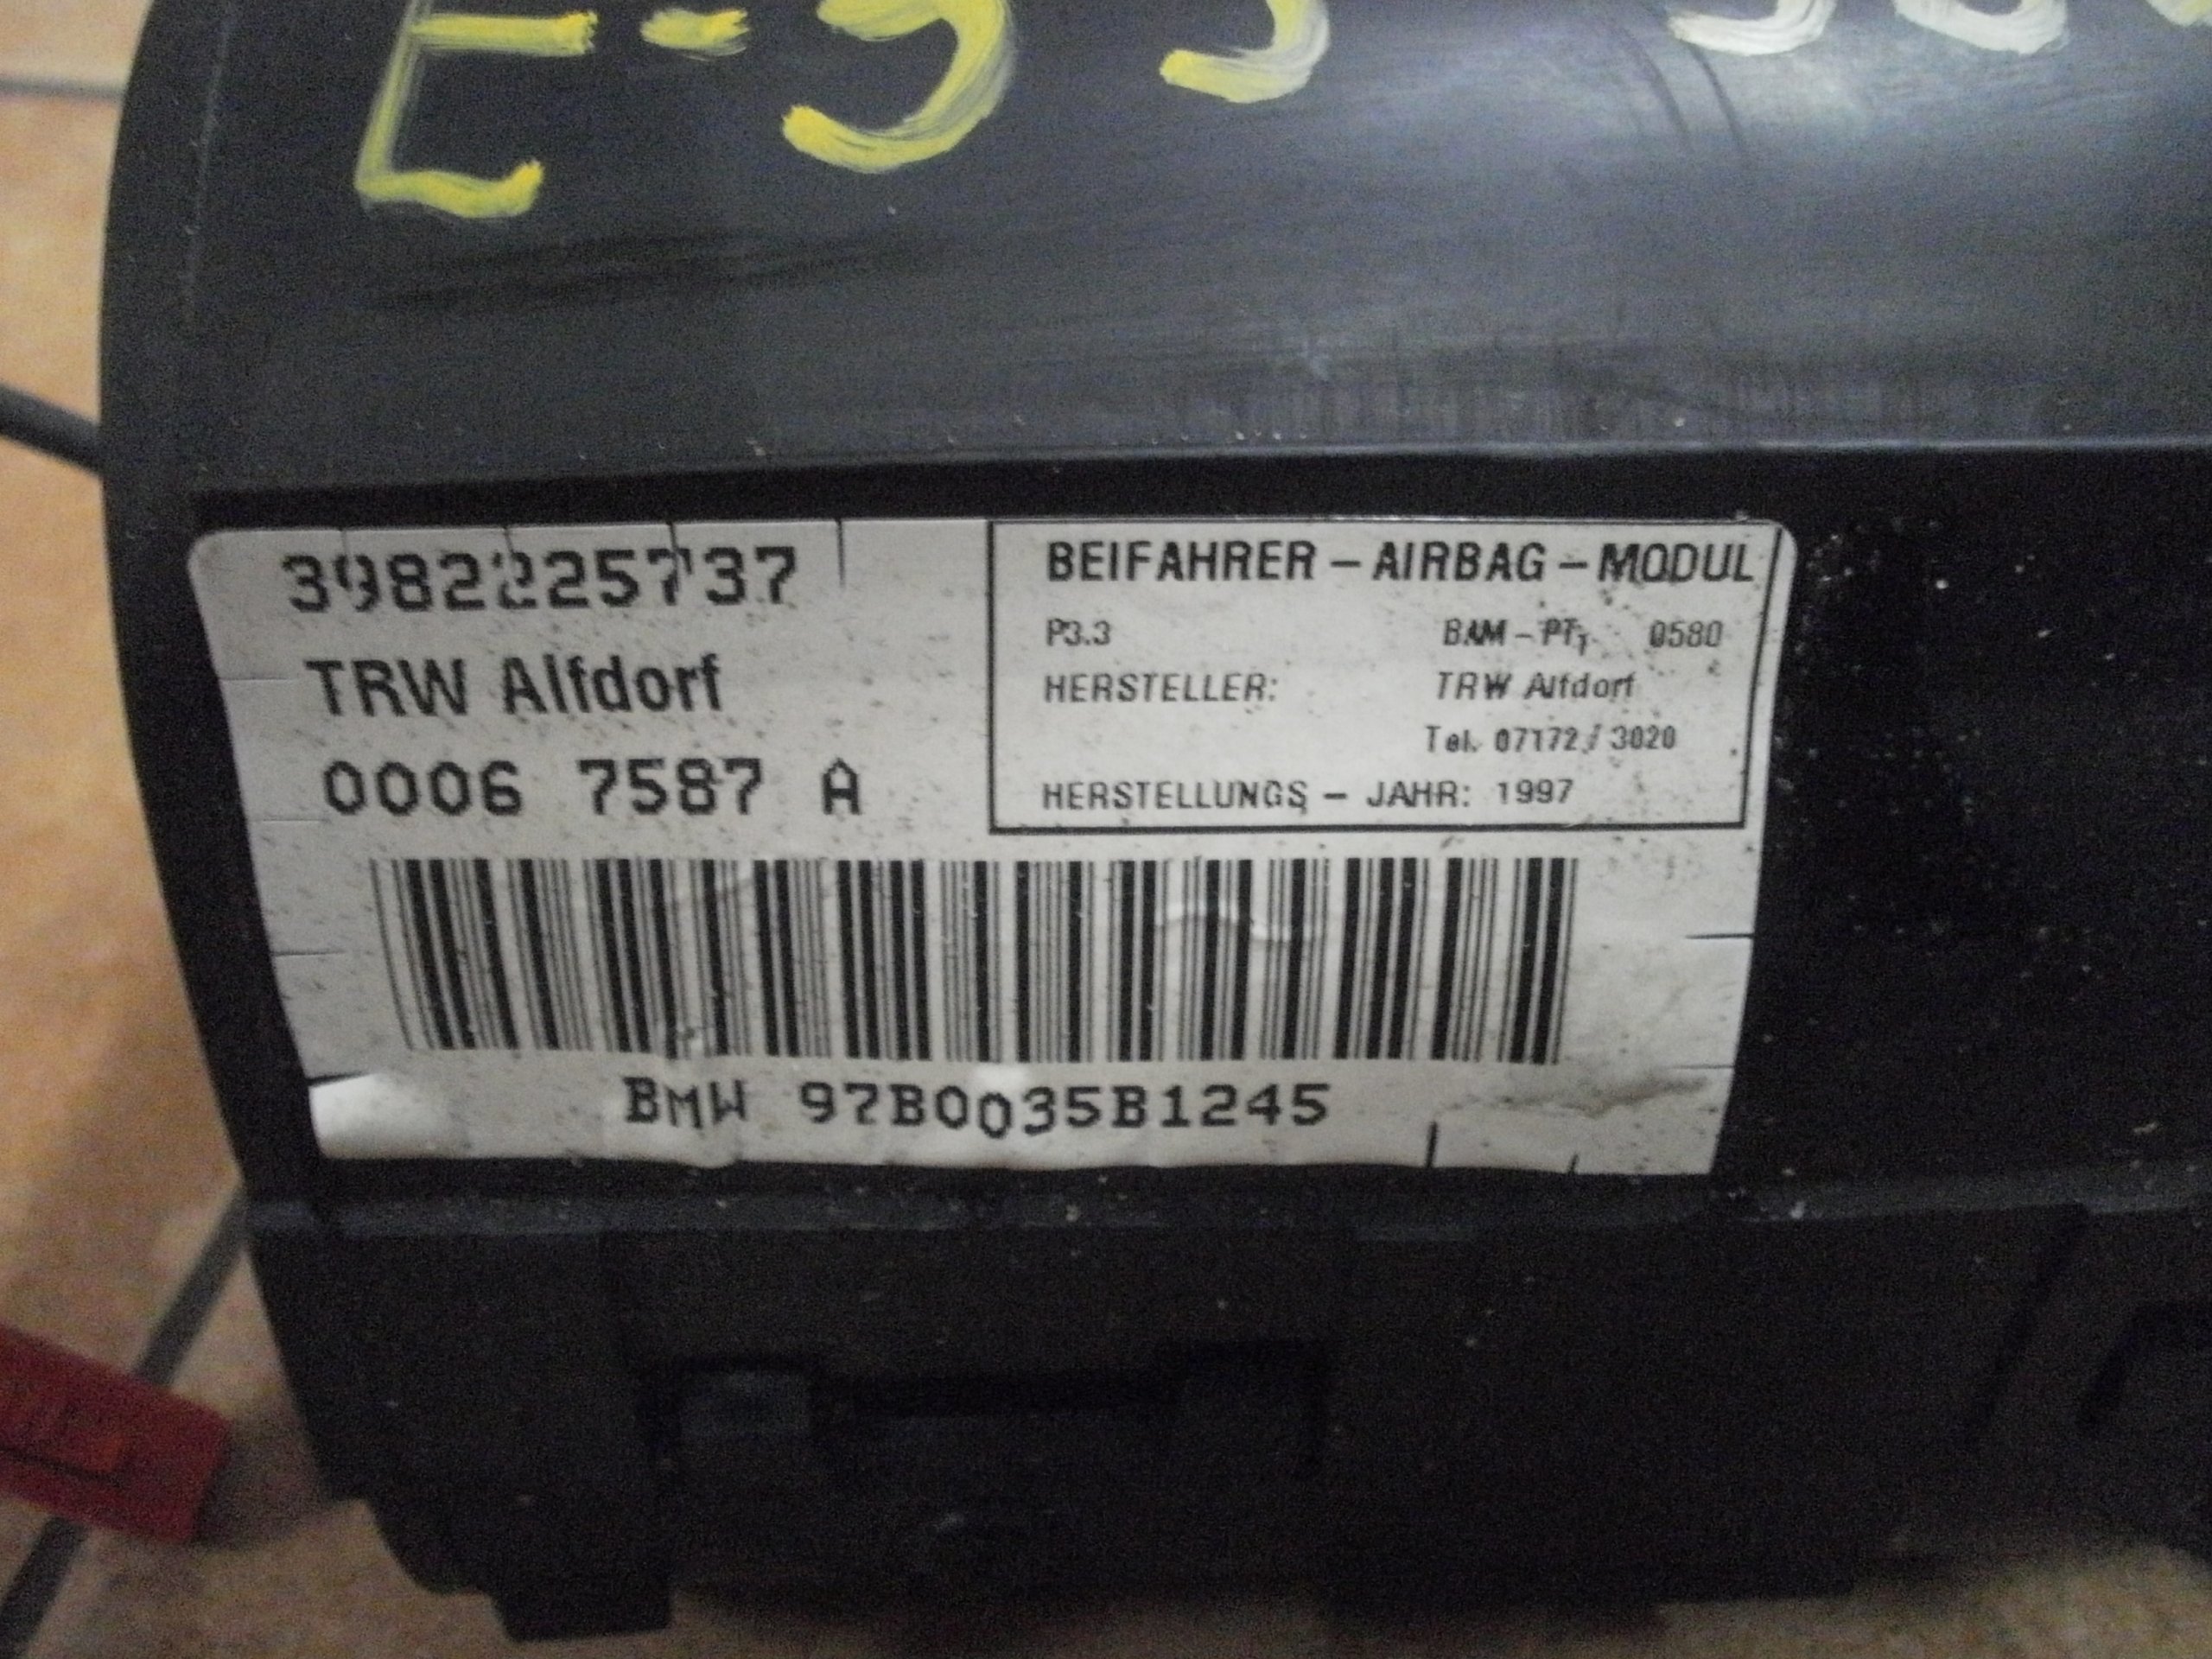 3982225737
TRW Alfdorf
0006 7587 A
BEIFAHRER – AIRBAG – MODUL
P3.3 BAM – PT1 0580
HERSTELLER: TRW Alfdorf
Tel. 07172 / 3020
HERSTELLUNGS – JAHR: 1997
BMW 97B0035B1245